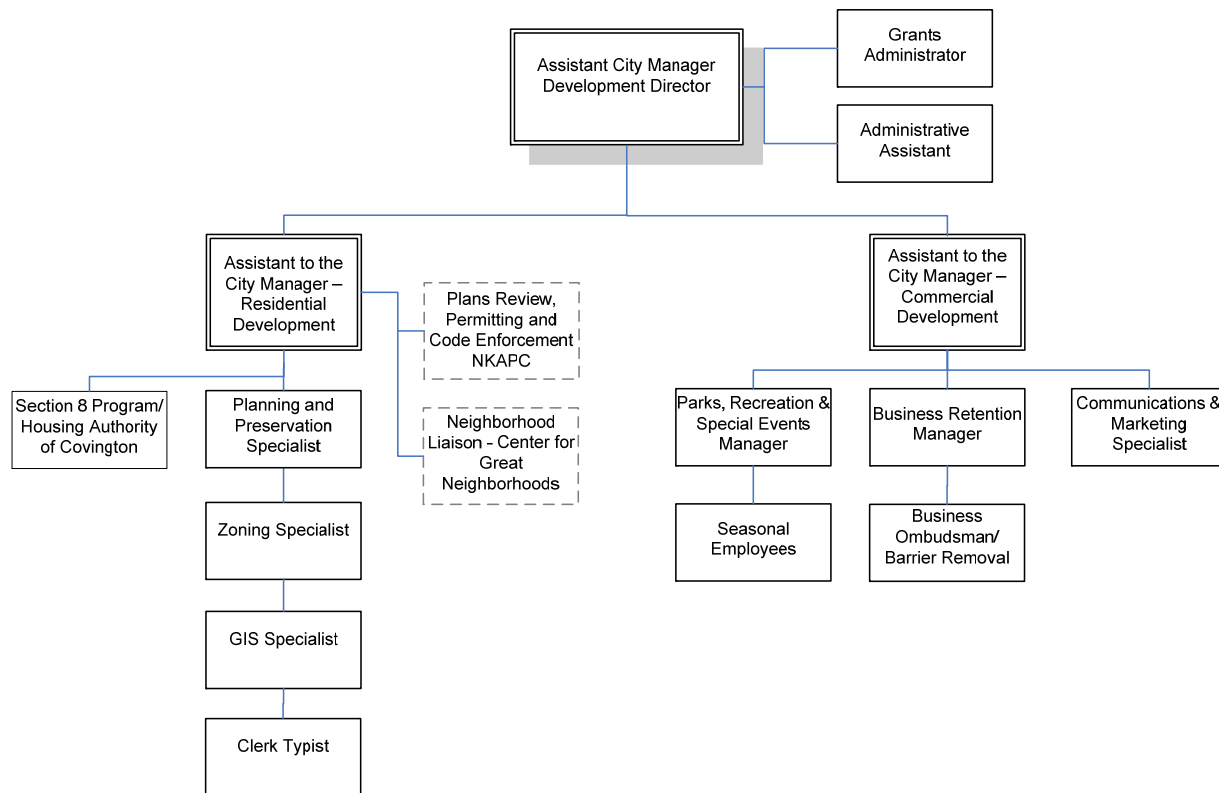 Assistant City Manager
Development Director
Grants
Administrator
Administrative
Assistant
Assistant to the
City Manager –
Residential
Development
Plans Review,
Permitting and
Code Enforcement
NKAPC
Neighborhood
Liaison - Center for
Great
Neighborhoods
Section 8 Program/
Housing Authority
of Covington
Planning and
Preservation
Specialist
Zoning Specialist
GIS Specialist
Clerk Typist
Assistant to the
City Manager –
Commercial
Development
Parks, Recreation &
Special Events
Manager
Seasonal
Employees
Business Retention
Manager
Business
Ombudsman/
Barrier Removal
Communications &
Marketing
Specialist